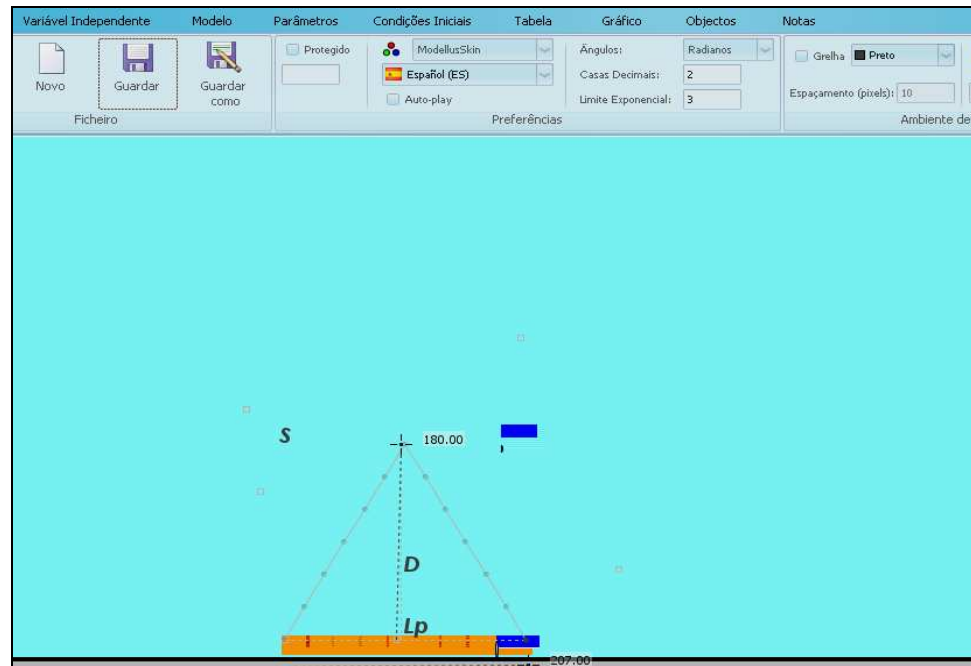 Variável Independente Modelo Parâmetros Condições Iniciais Tabela Gráfico Objectos Notas
Novo Guardar Guardar como
Ficheiro
Protegido
ModellusSkin
Español (ES)
Auto-play
Ângulos: Radianos
Casas Decimais: 2
Limite Exponencial: 3
Preferências
Grelha Preto
Espaçamento (pixels): 10
Ambiente de
S
180.00
D
Lp
207.00